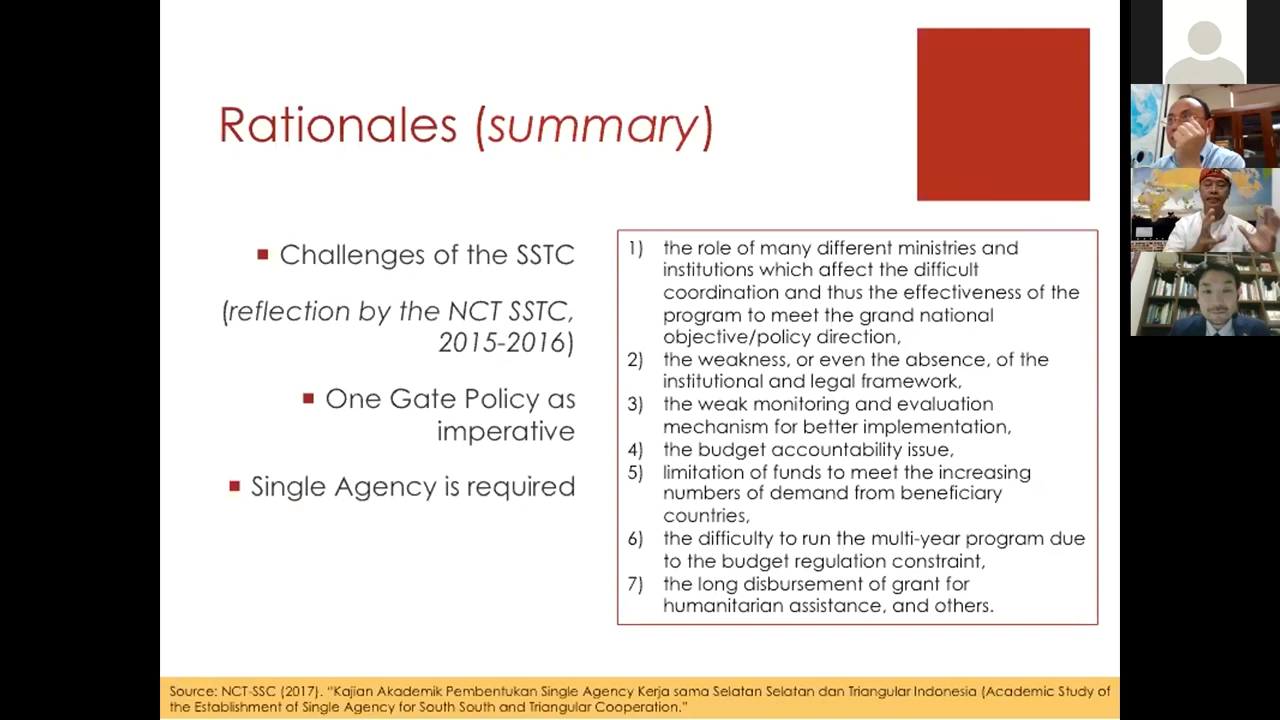 Rationales (summary)
Challenges of the SSTC
(reflection by the NCT SSTC,
2015-2016)
One Gate Policy as
imperative
Single Agency is required
1) the role of many different ministries and
institutions which affect the difficult
coordination and thus the effectiveness of the
program to meet the grand national
objective/policy direction,
2) the weakness, or even the absence, of the
institutional and legal framework,
3) the weak monitoring and evaluation
mechanism for better implementation,
4) the budget accountability issue,
5) limitation of funds to meet the increasing
numbers of demand from beneficiary
countries,
6) the difficulty to run the multi-year program due
to the budget regulation constraint,
7) the long disbursement of grant for
humanitarian assistance, and others.
Source: NCT-SSC (2017). "Kajian Akademik Pembentukan Single Agency Kerja sama Selatan Selatan dan Triangular Indonesia (Academic Study of
the Establishment of Single Agency for South South and Triangular Cooperation."